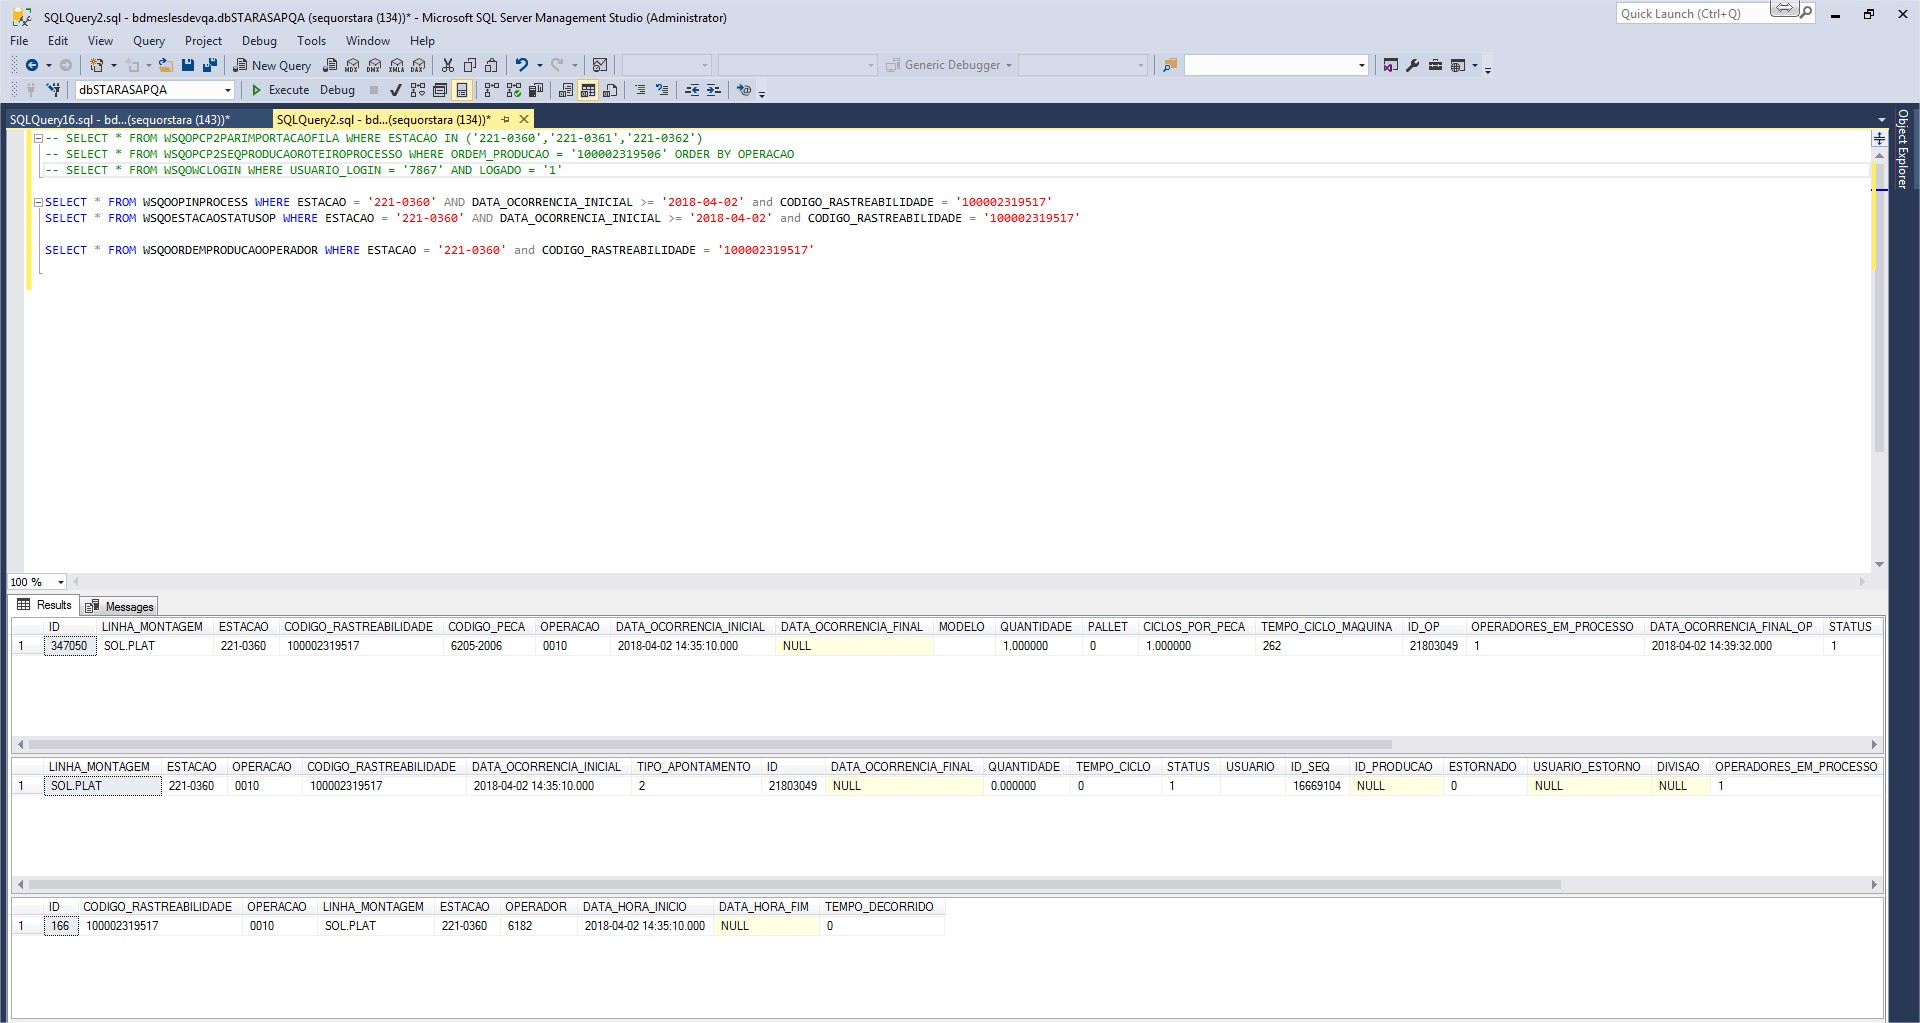 SQLQuery2.sql - bdmeslesdevqa.dbSTARASAPQA (sequorstara (134))* - Microsoft SQL Server Management Studio (Administrator)
Quick Launch (Ctrl+Q)
File Edit View Query Project Debug Tools Window Help
New Query MDX DMX XMLA DAX Generic Debugger
dbSTARASAPQA Execute Debug
SQLQuery16.sql - bd...(sequorstara (143))* SQLQuery2.sql - bd...(sequorstara (134))*
Object Explorer
-- SELECT * FROM WSQOPCP2PARIMPORTACAOFILA WHERE ESTACAO IN ('221-0360','221-0361','221-0362')
-- SELECT * FROM WSQOPCP2SEQPRODUCAOROTEIROPROCESSO WHERE ORDEM_PRODUCAO = '100002319506' ORDER BY OPERACAO
-- SELECT * FROM WSQOWCLOGIN WHERE USUARIO_LOGIN = '7867' AND LOGADO = '1'
SELECT * FROM WSQOOPINPROCESS WHERE ESTACAO = '221-0360' AND DATA_OCORRENCIA_INICIAL >= '2018-04-02' and CODIGO_RASTREABILIDADE = '100002319517'
SELECT * FROM WSQOESTACAOSTATUSOP WHERE ESTACAO = '221-0360' AND DATA_OCORRENCIA_INICIAL >= '2018-04-02' and CODIGO_RASTREABILIDADE = '100002319517'
SELECT * FROM WSQOORDEMPRODUCAOOPERADOR WHERE ESTACAO = '221-0360' and CODIGO_RASTREABILIDADE = '100002319517'
100 %
Results Messages
ID LINHA_MONTAGEM ESTACAO CODIGO_RASTREABILIDADE CODIGO_PECA OPERACAO DATA_OCORRENCIA_INICIAL DATA_OCORRENCIA_FINAL MODELO QUANTIDADE PALLET CICLOS_POR_PECA TEMPO_CICLO_MAQUINA ID_OP OPERADORES_EM_PROCESSO DATA_OCORRENCIA_FINAL_OP STATUS
1 347050 SOL.PLAT 221-0360 100002319517 6205-2006 0010 2018-04-02 14:35:10.000 NULL 1.000000 0 1.000000 262 21803049 1 2018-04-02 14:39:32.000 1
LINHA_MONTAGEM ESTACAO OPERACAO CODIGO_RASTREABILIDADE DATA_OCORRENCIA_INICIAL TIPO_APONTAMENTO ID DATA_OCORRENCIA_FINAL QUANTIDADE TEMPO_CICLO STATUS USUARIO ID_SEQ ID_PRODUCAO ESTORNADO USUARIO_ESTORNO DIVISAO OPERADORES_EM_PROCESSO
1 SOL.PLAT 221-0360 0010 100002319517 2018-04-02 14:35:10.000 2 21803049 NULL 0.000000 0 1 16669104 NULL 0 NULL NULL 1
ID CODIGO_RASTREABILIDADE OPERACAO LINHA_MONTAGEM ESTACAO OPERADOR DATA_HORA_INICIO DATA_HORA_FIM TEMPO_DECORRIDO
1 166 100002319517 0010 SOL.PLAT 221-0360 6182 2018-04-02 14:35:10.000 NULL 0